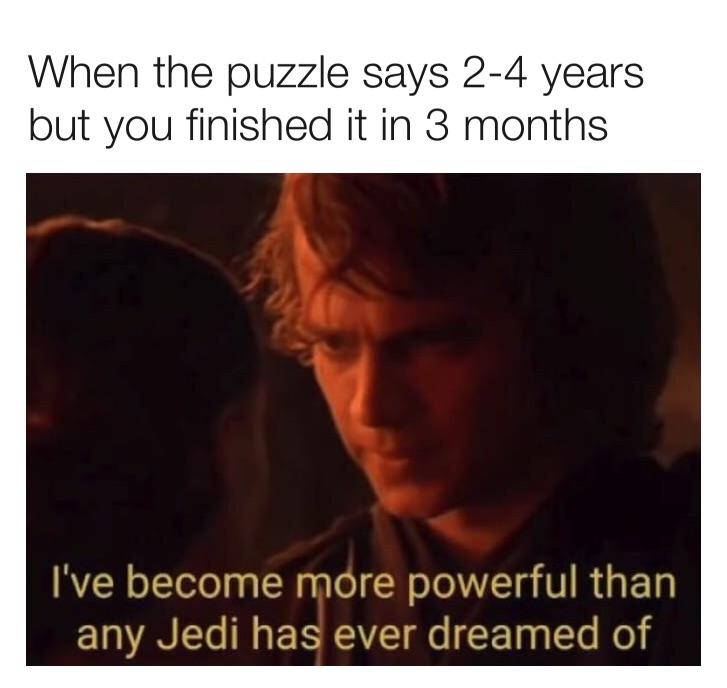 When the puzzle says 2-4 years
but you finished it in 3 months
I've become more powerful than
any Jedi has ever dreamed of